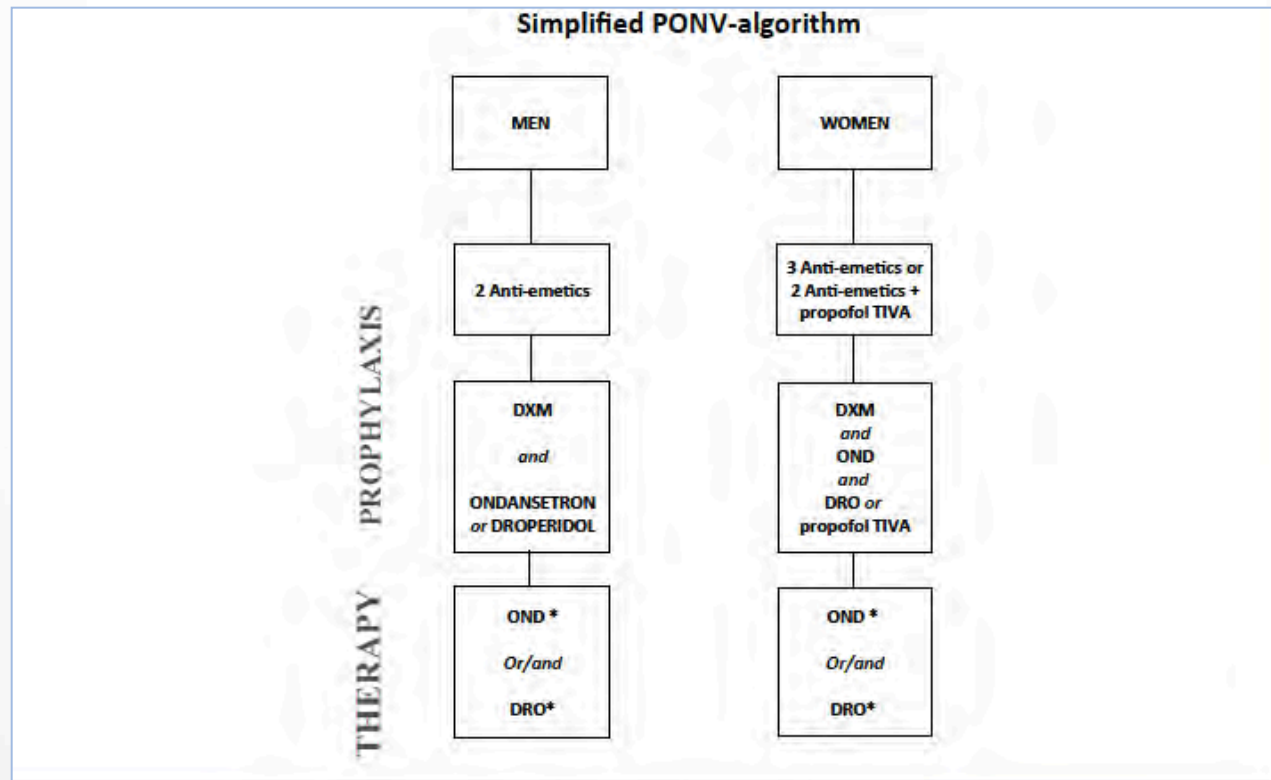 Simplified PONV-algorithm
MEN
WOMEN
PROPHYLAXIS
2 Anti-emetics
3 Anti-emetics or
2 Anti-emetics +
propofol TIVA
DXM
and
ONDANSETRON
or DROPERIDOL
DXM
and
OND
and
DRO or
propofol TIVA
THERAPY
OND *
Or/and
DRO*
OND *
Or/and
DRO*